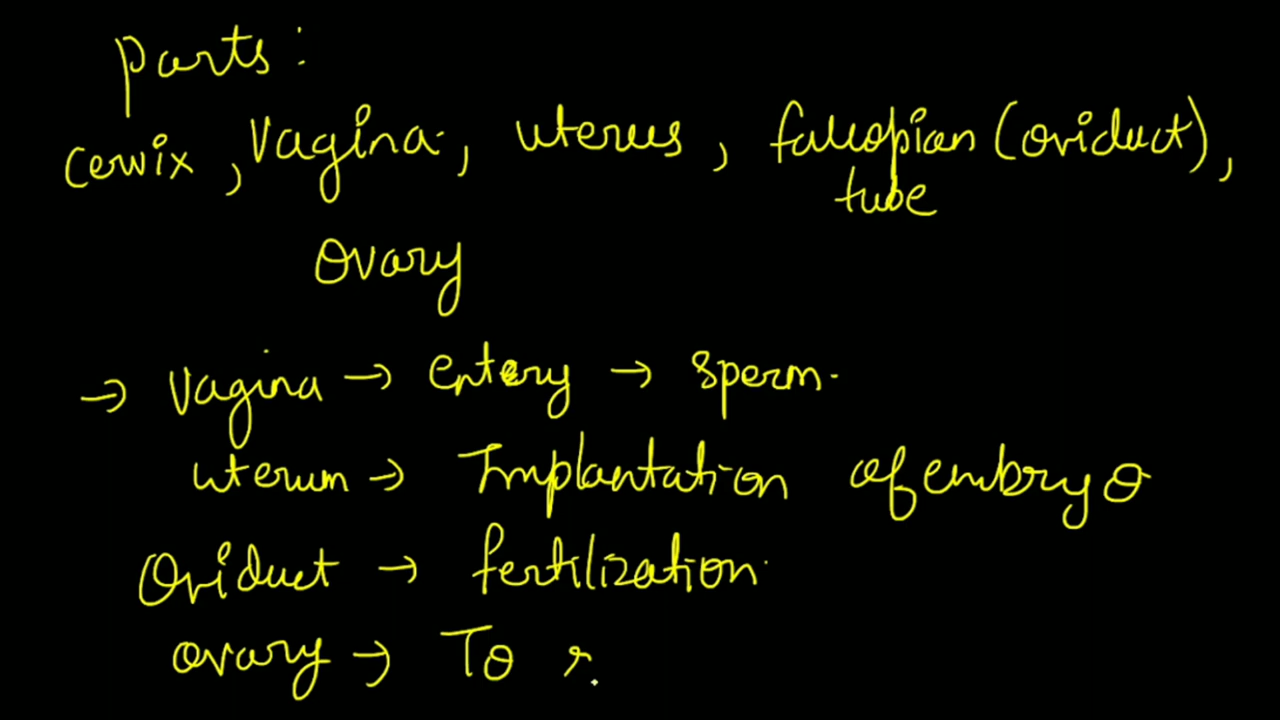 Parts:
Cervix, Vagina, uterus, fallopian (oviduct),
tube
Ovary
→ Vagina → Entery → Sperm.
uterum → Implantation of embryo
Oviduct → fertilization
ovary → To r